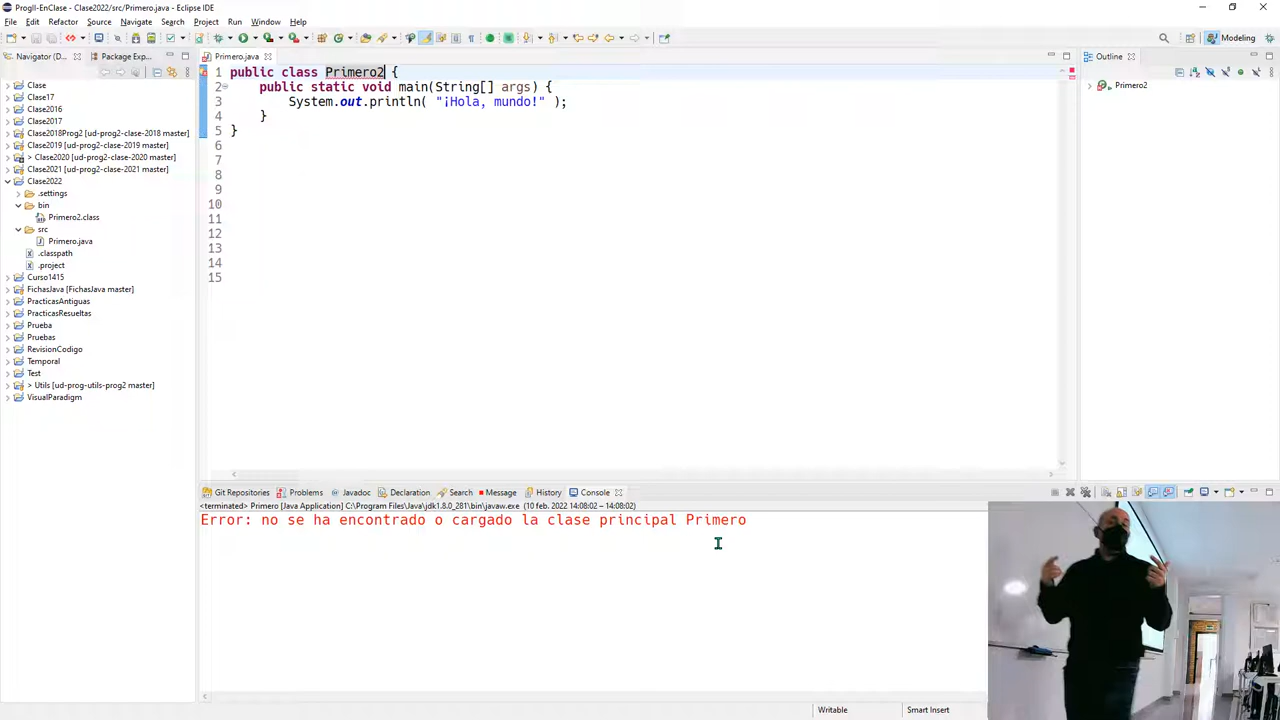 ProgII-EnClase - Clase2022/src/Primero.java - Eclipse IDE
File Edit Refactor Source Navigate Search Project Run Window Help
Modeling
Navigator (D...
Package Exp...
Primero.java
Outline
Clase
Clase17
Clase2016
Clase2017
Clase2018Prog2 [ud-prog2-clase-2018 master]
Clase2019 [ud-prog2-clase-2019 master]
> Clase2020 [ud-prog2-clase-2020 master]
Clase2021 [ud-prog2-clase-2021 master]
Clase2022
.settings
bin
Primero2.class
src
Primero.java
.classpath
.project
Curso1415
FichasJava [FichasJava master]
PracticasAntiguas
PracticasResueltas
Prueba
Pruebas
RevisionCodigo
Temporal
Test
> Utils [ud-prog-utils-prog2 master]
VisualParadigm
1 public class Primero2 {
2 public static void main(String[] args) {
3 System.out.println( "¡Hola, mundo!" );
4 }
5 }
6
7
8
9
10
11
12
13
14
15
Primero2
Git Repositories Problems Javadoc Declaration Search Message History Console
<terminated> Primero [Java Application] C:\Program Files\Java\jdk1.8.0_281\bin\javaw.exe (10 feb. 2022 14:08:02 – 14:08:02)
Error: no se ha encontrado o cargado la clase principal Primero
Writable Smart Insert